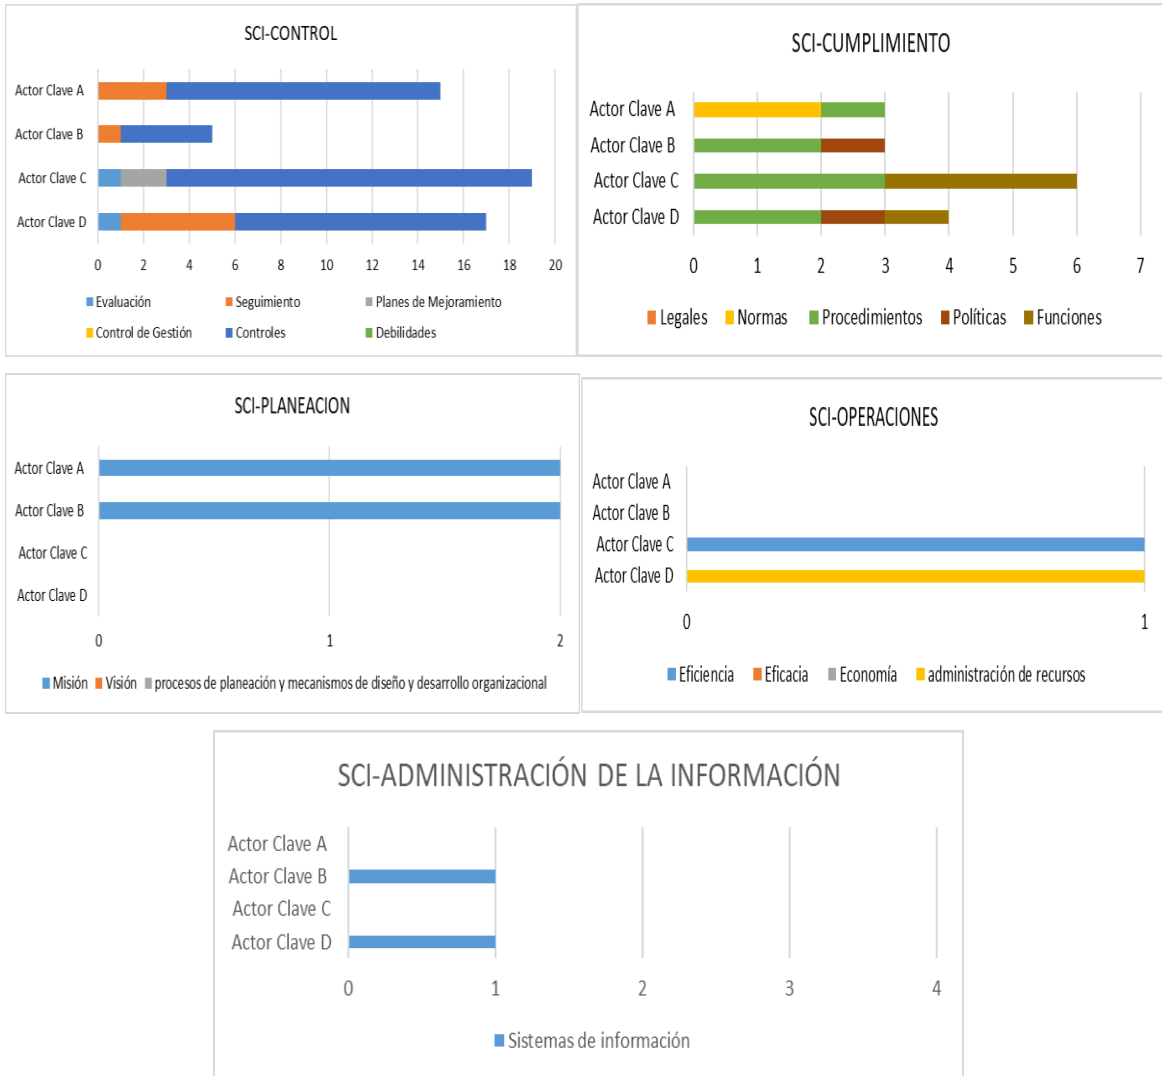 SCI-CONTROL
Actor Clave A
Actor Clave B
Actor Clave C
Actor Clave D
0 2 4 6 8 10 12 14 16 18 20
Evaluación Seguimiento Planes de Mejoramiento
Control de Gestión Controles Debilidades
SCI-CUMPLIMIENTO
Actor Clave A
Actor Clave B
Actor Clave C
Actor Clave D
0 1 2 3 4 5 6 7
Legales Normas Procedimientos Políticas Funciones
SCI-PLANEACION
Actor Clave A
Actor Clave B
Actor Clave C
Actor Clave D
0 1 2
Misión Visión procesos de planeación y mecanismos de diseño y desarrollo organizacional
SCI-OPERACIONES
Actor Clave A
Actor Clave B
Actor Clave C
Actor Clave D
0 1
Eficiencia Eficacia Economía administración de recursos
SCI-ADMINISTRACIÓN DE LA INFORMACIÓN
Actor Clave A
Actor Clave B
Actor Clave C
Actor Clave D
0 1 2 3 4
Sistemas de información